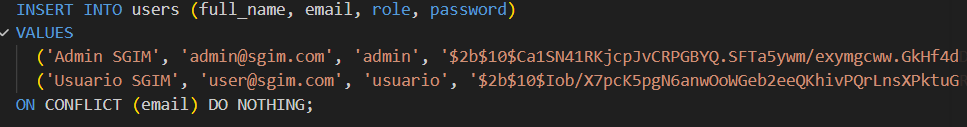 INSERT INTO users (full_name, email, role, password)
VALUES
('Admin SGIM', 'admin@sgim.com', 'admin', '$2b$10$Ca1SN41RKjcpJvCRPGBYQ.SFTa5ywm/exymgcww.GkHf4d
('Usuario SGIM', 'user@sgim.com', 'usuario', '$2b$10$Iob/X7pcK5pgN6anwOoWGeb2eeQKhivPQrLnsXPktuG
ON CONFLICT (email) DO NOTHING;